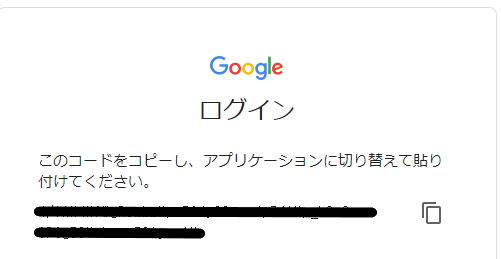 Google
ログイン
このコードをコピーし、アプリケーションに切り替えて貼り
付けてください。